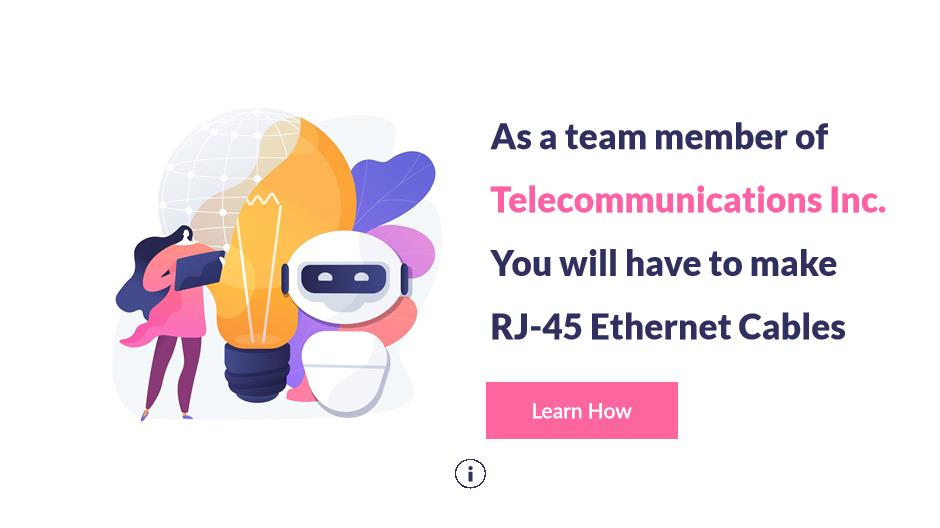 As a team member of
Telecommunications Inc.
You will have to make
RJ-45 Ethernet Cables
Learn How
i